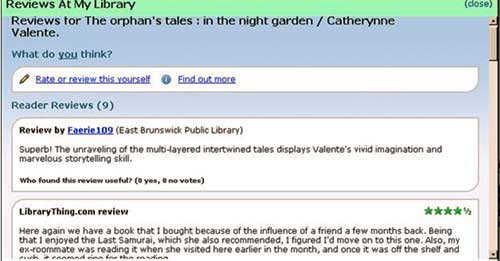 Reviews At My Library (close)
Reviews for The orphan's tales : in the night garden / Catherynne
Valente.
What do you think?
Rate or review this yourself Find out more
Reader Reviews (9)
Review by Faerie109 (East Brunswick Public Library)
Superb! The unraveling of the multi-layered intertwined tales displays Valente's vivid imagination and
marvelous storytelling skill.
Who found this review useful? (0 yes, 0 no votes)
LibraryThing.com review ½
Here again we have a book that I bought because of the influence of a friend a few months back. Being
that I enjoyed the Last Samurai, which she also recommended, I figured I'd move on to this one. Also, my
ex-roommate was reading it when she visited here earlier in the month, and once it was off the shelf and
such, it seemed ripe for the reading.